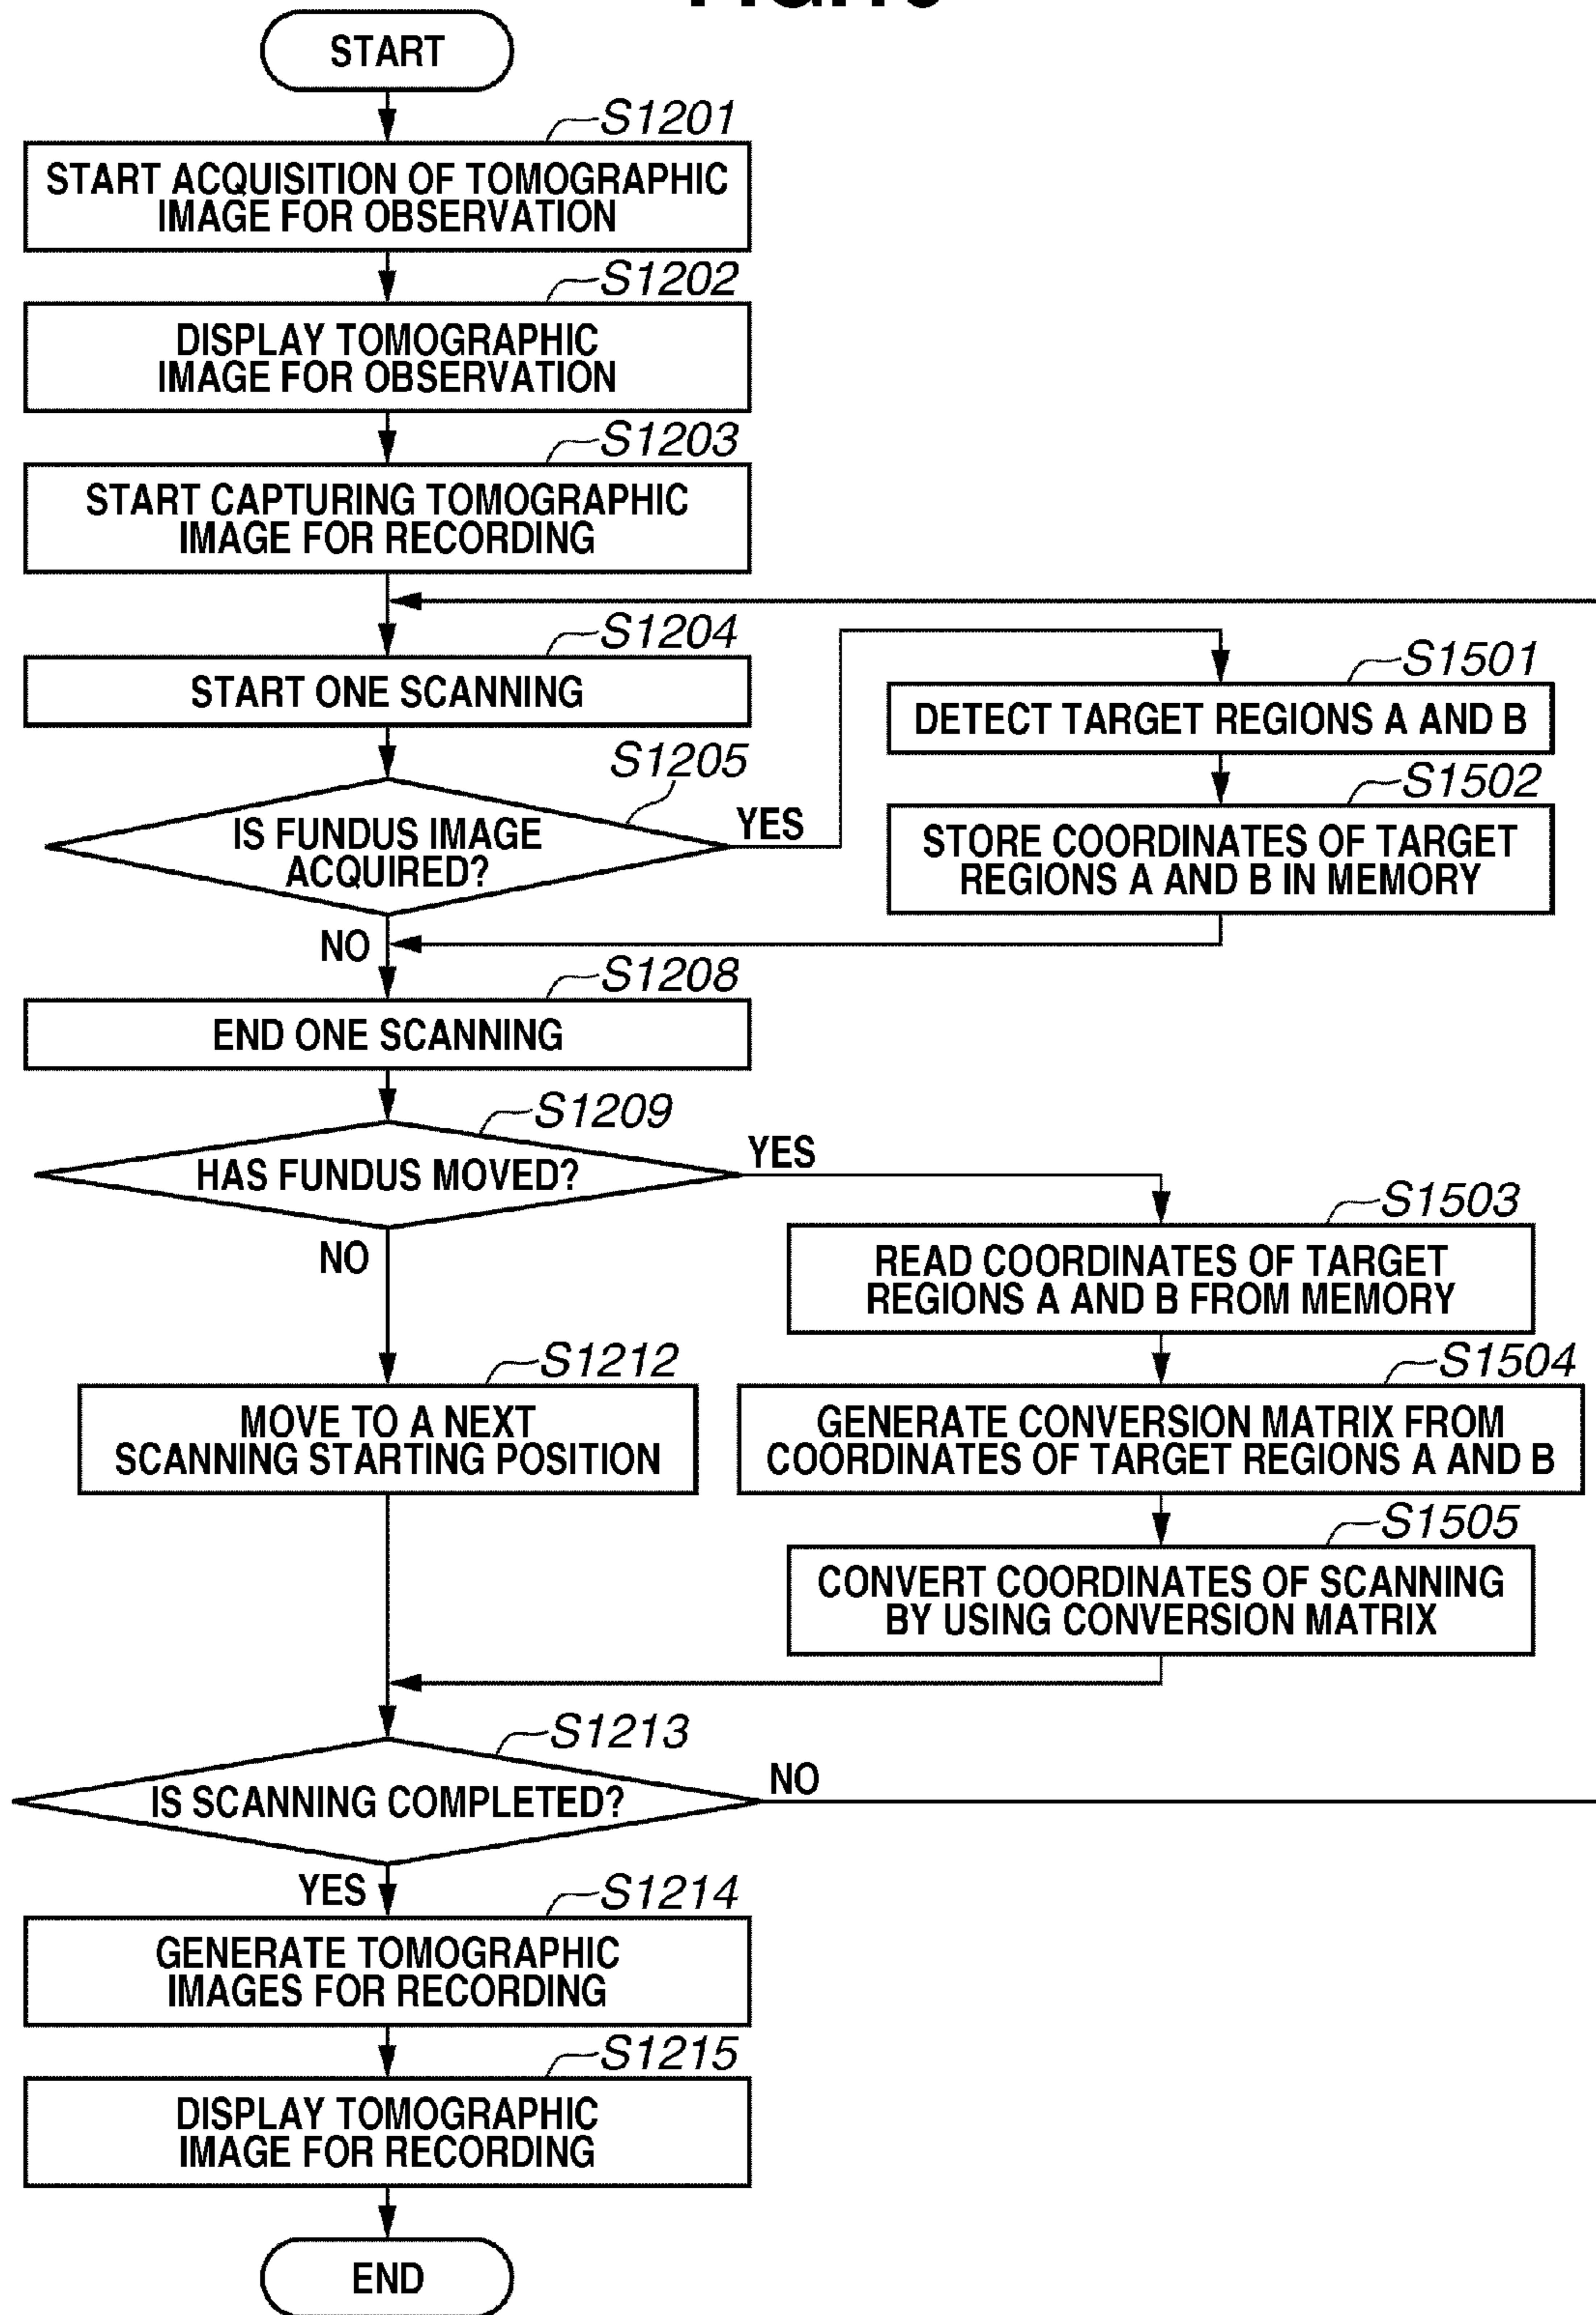 START
S1201
START ACQUISITION OF TOMOGRAPHIC
IMAGE FOR OBSERVATION
S1202
DISPLAY TOMOGRAPHIC
IMAGE FOR OBSERVATION
S1203
START CAPTURING TOMOGRAPHIC
IMAGE FOR RECORDING
S1204
START ONE SCANNING
S1205
IS FUNDUS IMAGE
ACQUIRED?
YES
S1501
DETECT TARGET REGIONS A AND B
S1502
STORE COORDINATES OF TARGET
REGIONS A AND B IN MEMORY
NO
S1208
END ONE SCANNING
S1209
HAS FUNDUS MOVED?
YES
S1503
READ COORDINATES OF TARGET
REGIONS A AND B FROM MEMORY
NO
S1212
MOVE TO A NEXT
SCANNING STARTING POSITION
S1504
GENERATE CONVERSION MATRIX FROM
COORDINATES OF TARGET REGIONS A AND B
S1505
CONVERT COORDINATES OF SCANNING
BY USING CONVERSION MATRIX
S1213
IS SCANNING COMPLETED?
NO
YES
S1214
GENERATE TOMOGRAPHIC
IMAGES FOR RECORDING
S1215
DISPLAY TOMOGRAPHIC
IMAGE FOR RECORDING
END